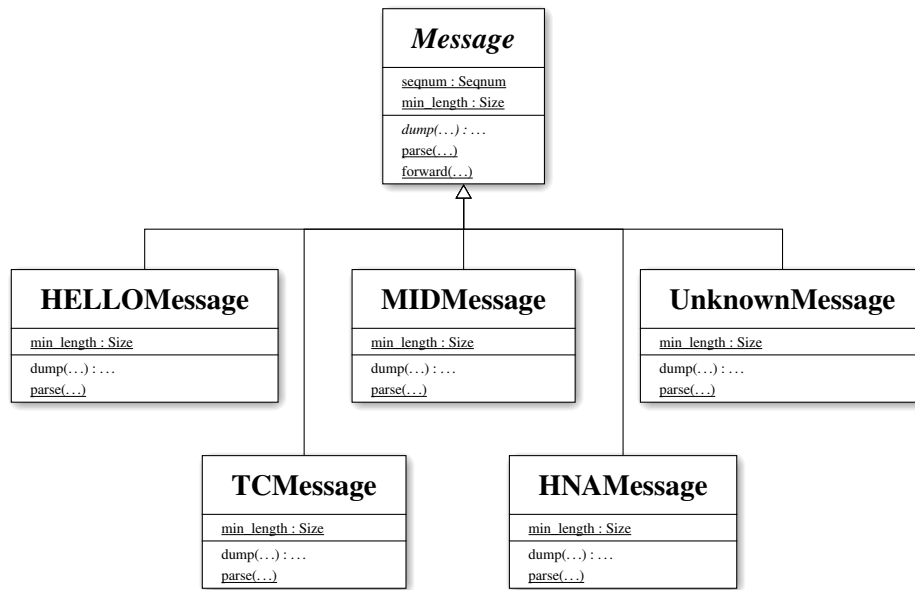 Message
seqnum : Seqnum
min_length : Size
dump(...) : ...
parse(...)
forward(...)
HELLOMessage
min_length : Size
dump(...) : ...
parse(...)
MIDMessage
min_length : Size
dump(...) : ...
parse(...)
UnknownMessage
min_length : Size
dump(...) : ...
parse(...)
TCMessage
min_length : Size
dump(...) : ...
parse(...)
HNAMessage
min_length : Size
dump(...) : ...
parse(...)